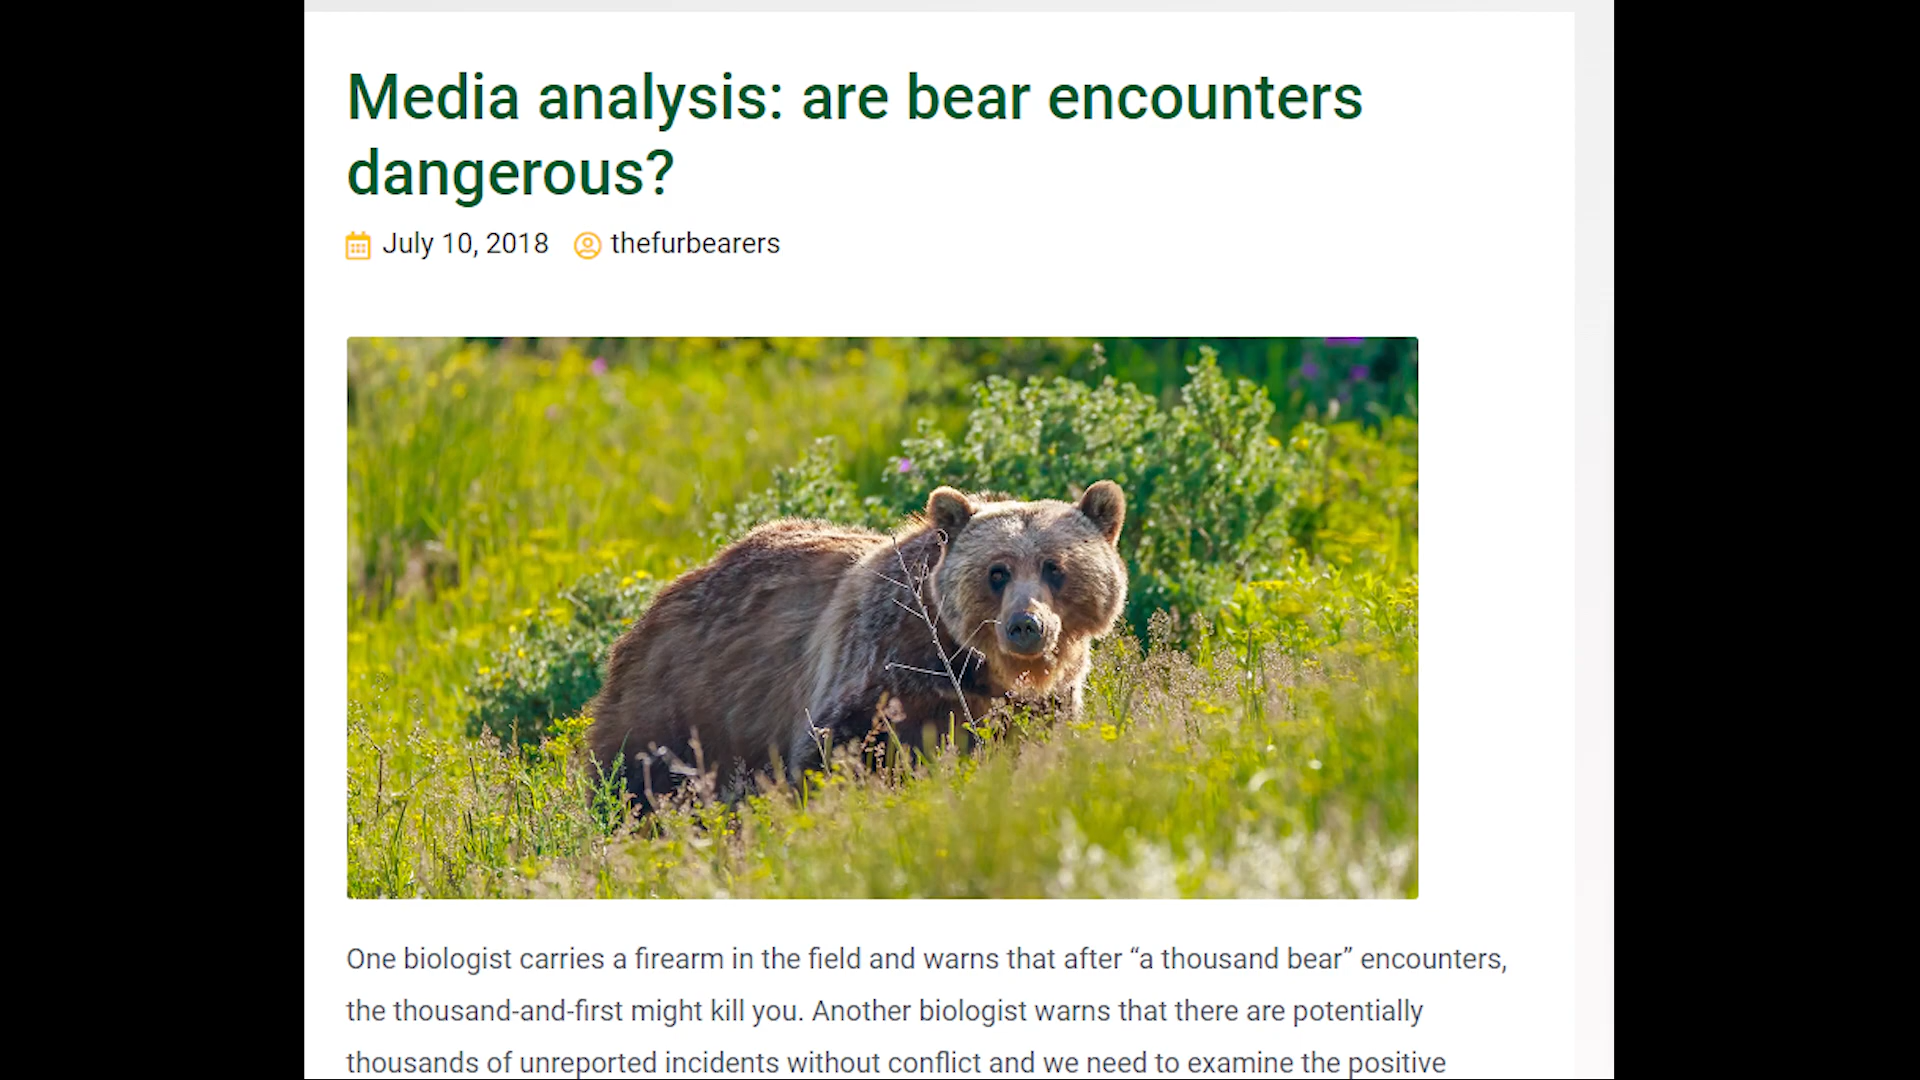 Media analysis: are bear encounters
dangerous?
July 10, 2018 thefurbearers
One biologist carries a firearm in the field and warns that after “a thousand bear” encounters,
the thousand-and-first might kill you. Another biologist warns that there are potentially
thousands of unreported incidents without conflict and we need to examine the positive